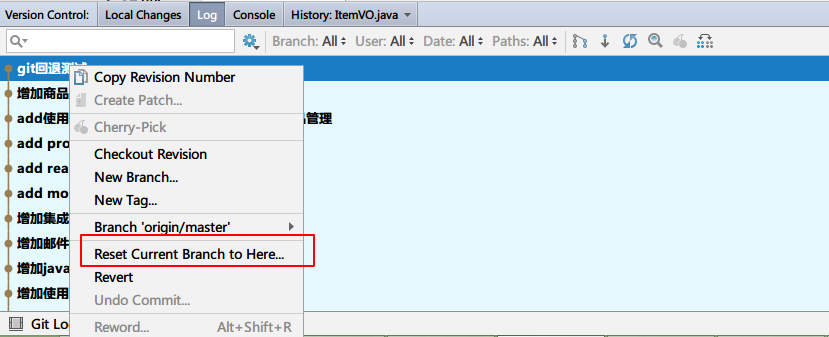 Version Control: Local Changes Log Console History: ItemVO.java
Branch: All User: All Date: All Paths: All
git回退测试
Copy Revision Number
增加商品
Create Patch...
add使用 管理
Cherry-Pick
add pro
Checkout Revision
add rea
New Branch...
add mo
New Tag...
增加集成
Branch 'origin/master'
增加邮件
Reset Current Branch to Here...
增加java
Revert
增加使用
Undo Commit...
Git Lo
Reword... Alt+Shift+R